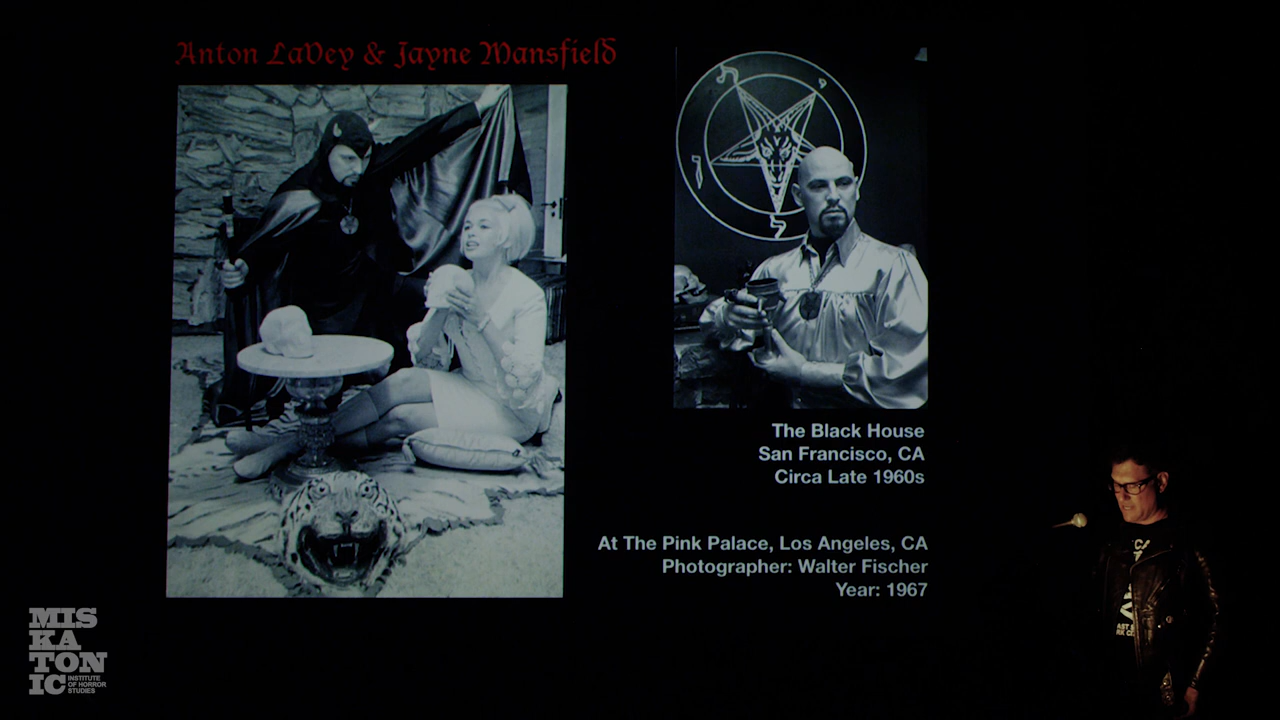 Anton LaVey & Jayne Mansfield
The Black House
San Francisco, CA
Circa Late 1960s
At The Pink Palace, Los Angeles, CA
Photographer: Walter Fischer
Year: 1967
MIS
KA
TON
IC
INSTITUTE
OF HORROR
STUDIES